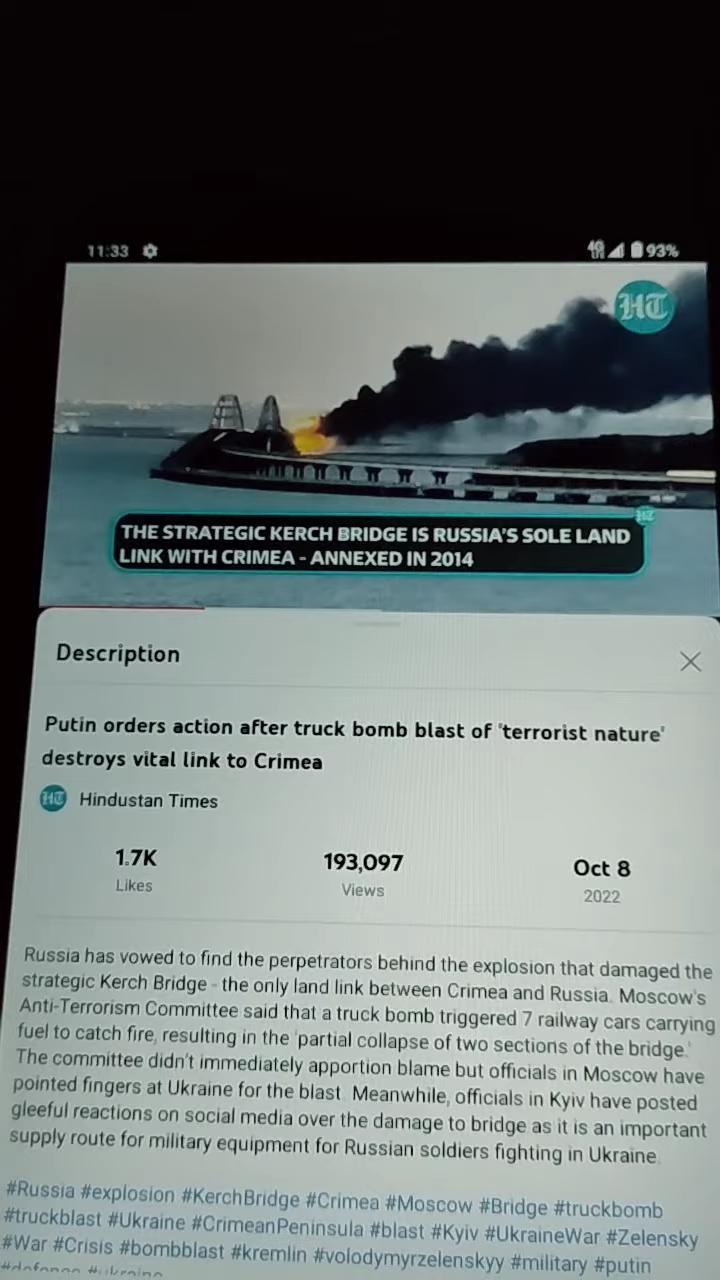 11:33
4G
93%
HT
HT
THE STRATEGIC KERCH BRIDGE IS RUSSIA'S SOLE LAND
LINK WITH CRIMEA - ANNEXED IN 2014
Description
Putin orders action after truck bomb blast of 'terrorist nature'
destroys vital link to Crimea
HT Hindustan Times
1.7K 193,097 Oct 8
Likes Views 2022
Russia has vowed to find the perpetrators behind the explosion that damaged the
strategic Kerch Bridge - the only land link between Crimea and Russia. Moscow's
Anti-Terrorism Committee said that a truck bomb triggered 7 railway cars carrying
fuel to catch fire, resulting in the 'partial collapse of two sections of the bridge.'
The committee didn't immediately apportion blame but officials in Moscow have
pointed fingers at Ukraine for the blast. Meanwhile, officials in Kyiv have posted
gleeful reactions on social media over the damage to bridge as it is an important
supply route for military equipment for Russian soldiers fighting in Ukraine.
#Russia #explosion #KerchBridge #Crimea #Moscow #Bridge #truckbomb
#truckblast #Ukraine #CrimeanPeninsula #blast #Kyiv #UkraineWar #Zelensky
#War #Crisis #bombblast #kremlin #volodymyrzelenskyy #military #putin
#defence #ukraine